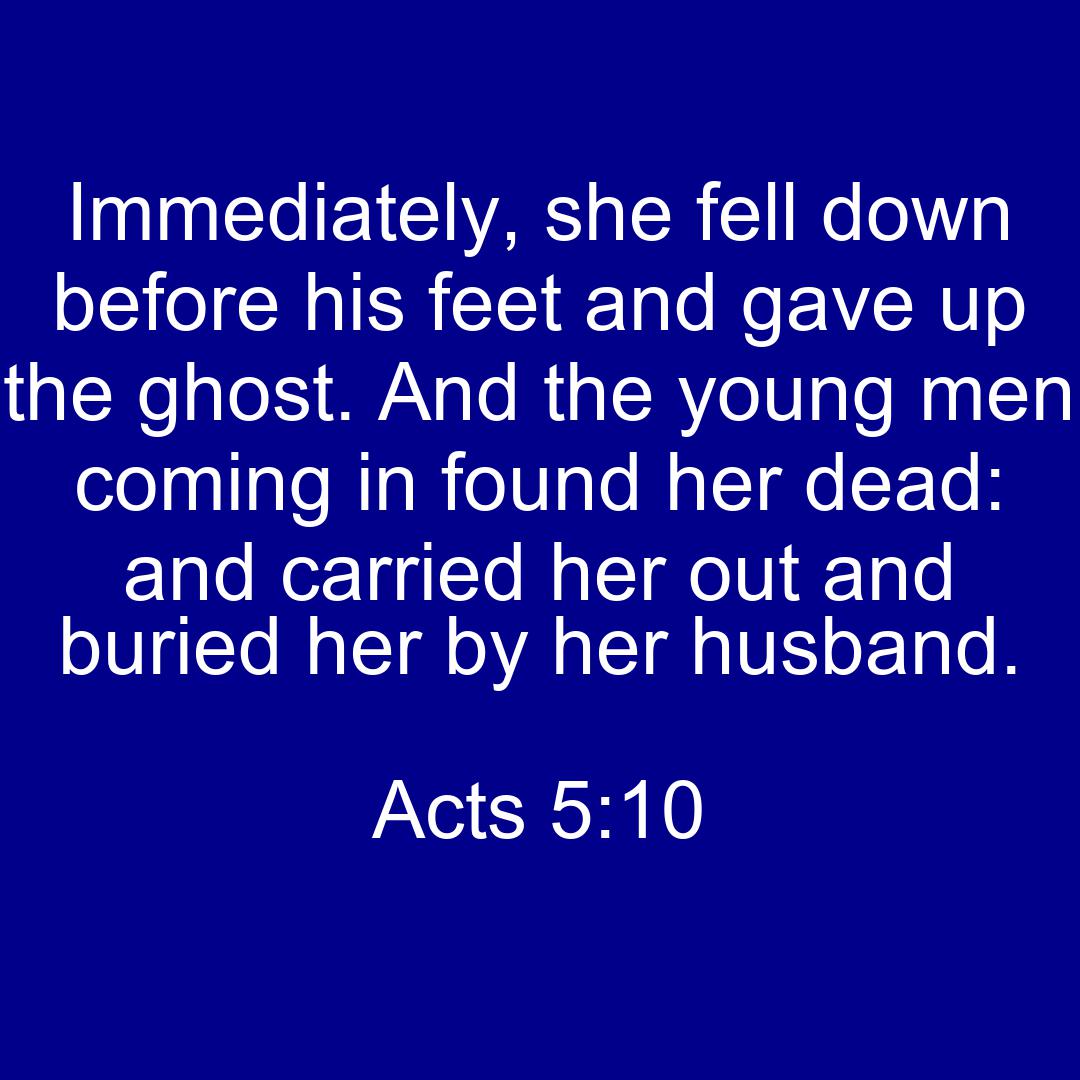 Immediately, she fell down
before his feet and gave up
the ghost. And the young men
coming in found her dead:
and carried her out and
buried her by her husband.
Acts 5:10